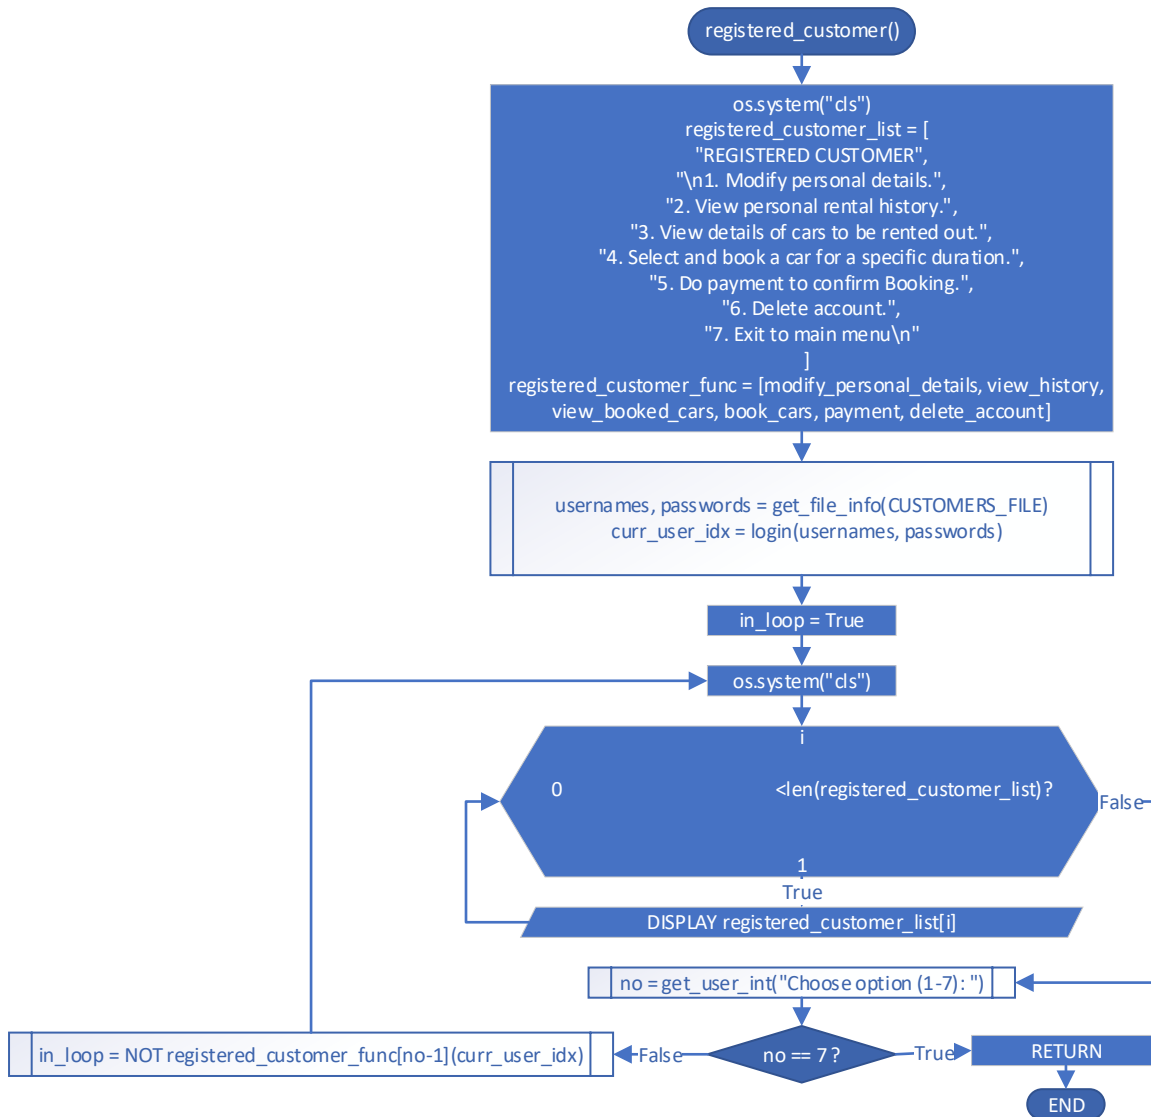 registered_customer()
os.system("cls")
registered_customer_list = [
"REGISTERED CUSTOMER",
"\n1. Modify personal details.",
"2. View personal rental history.",
"3. View details of cars to be rented out.",
"4. Select and book a car for a specific duration.",
"5. Do payment to confirm Booking.",
"6. Delete account.",
"7. Exit to main menu\n"
]
registered_customer_func = [modify_personal_details, view_history,
view_booked_cars, book_cars, payment, delete_account]
usernames, passwords = get_file_info(CUSTOMERS_FILE)
curr_user_idx = login(usernames, passwords)
in_loop = True
os.system("cls")
i
0
<len(registered_customer_list)?
False
1
True
DISPLAY registered_customer_list[i]
no = get_user_int("Choose option (1-7): ")
in_loop = NOT registered_customer_func[no-1](curr_user_idx)
False
no == 7 ?
True
RETURN
END